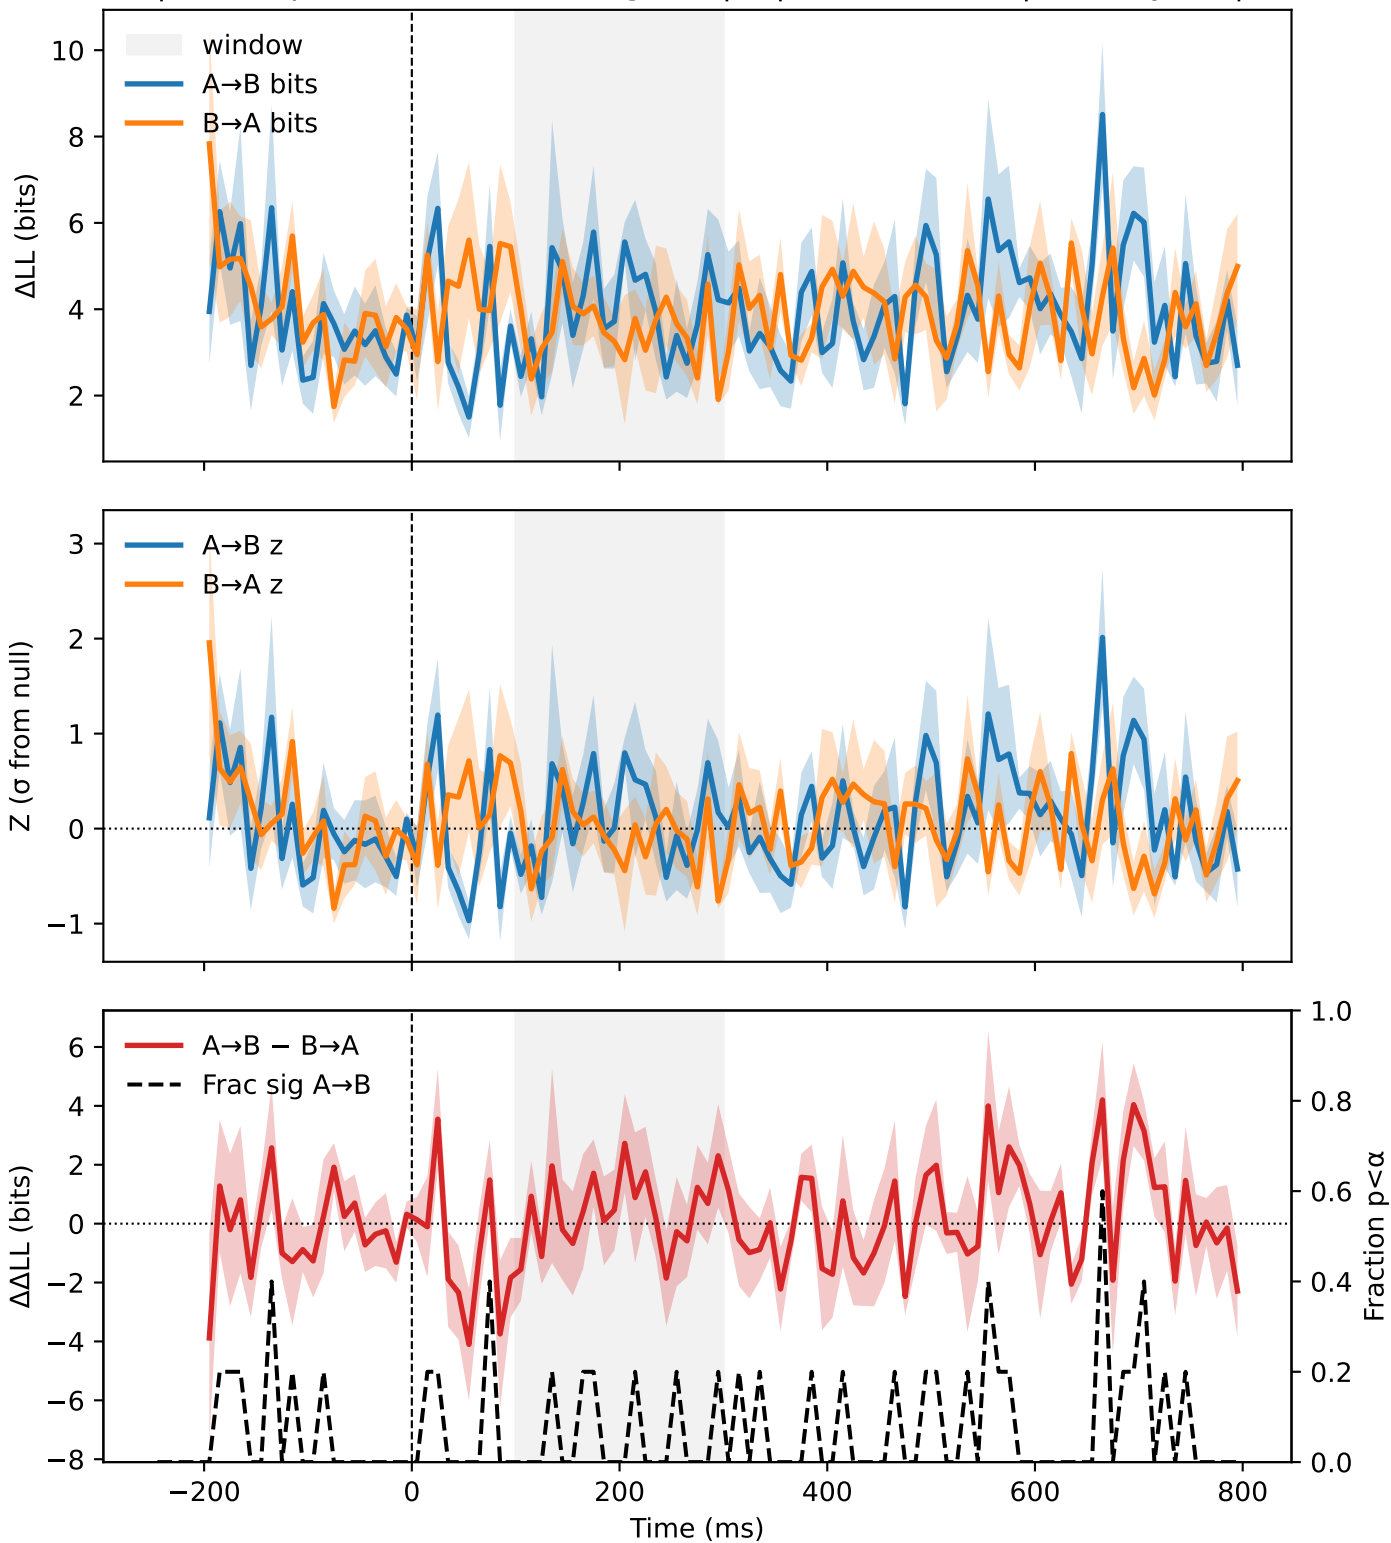 window
A→B bits
B→A bits
10
8
6
4
2
ΔLL (bits)
A→B z
B→A z
3
2
1
0
−1
Z (σ from null)
A→B − B→A
Frac sig A→B
6
4
2
0
−2
−4
−6
−8
ΔΔLL (bits)
1.0
0.8
0.6
0.4
0.2
0.0
Fraction p<α
−200
0
200
400
600
800
Time (ms)